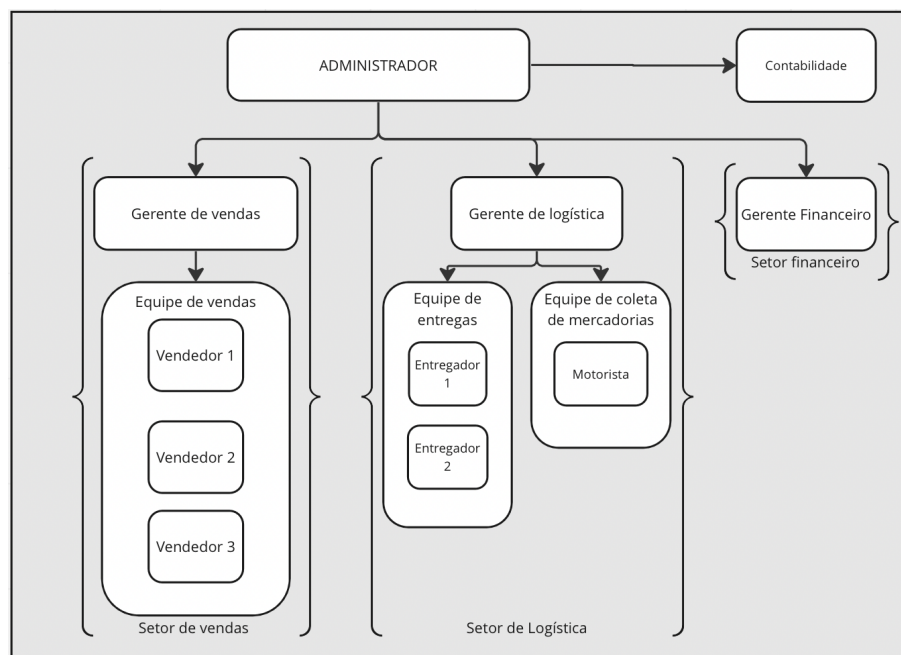 ADMINISTRADOR
Contabilidade
Gerente de vendas
Gerente de logística
Gerente Financeiro
Setor financeiro
Equipe de vendas
Vendedor 1
Vendedor 2
Vendedor 3
Setor de vendas
Equipe de
entregas
Entregador
1
Entregador
2
Equipe de coleta
de mercadorias
Motorista
Setor de Logística